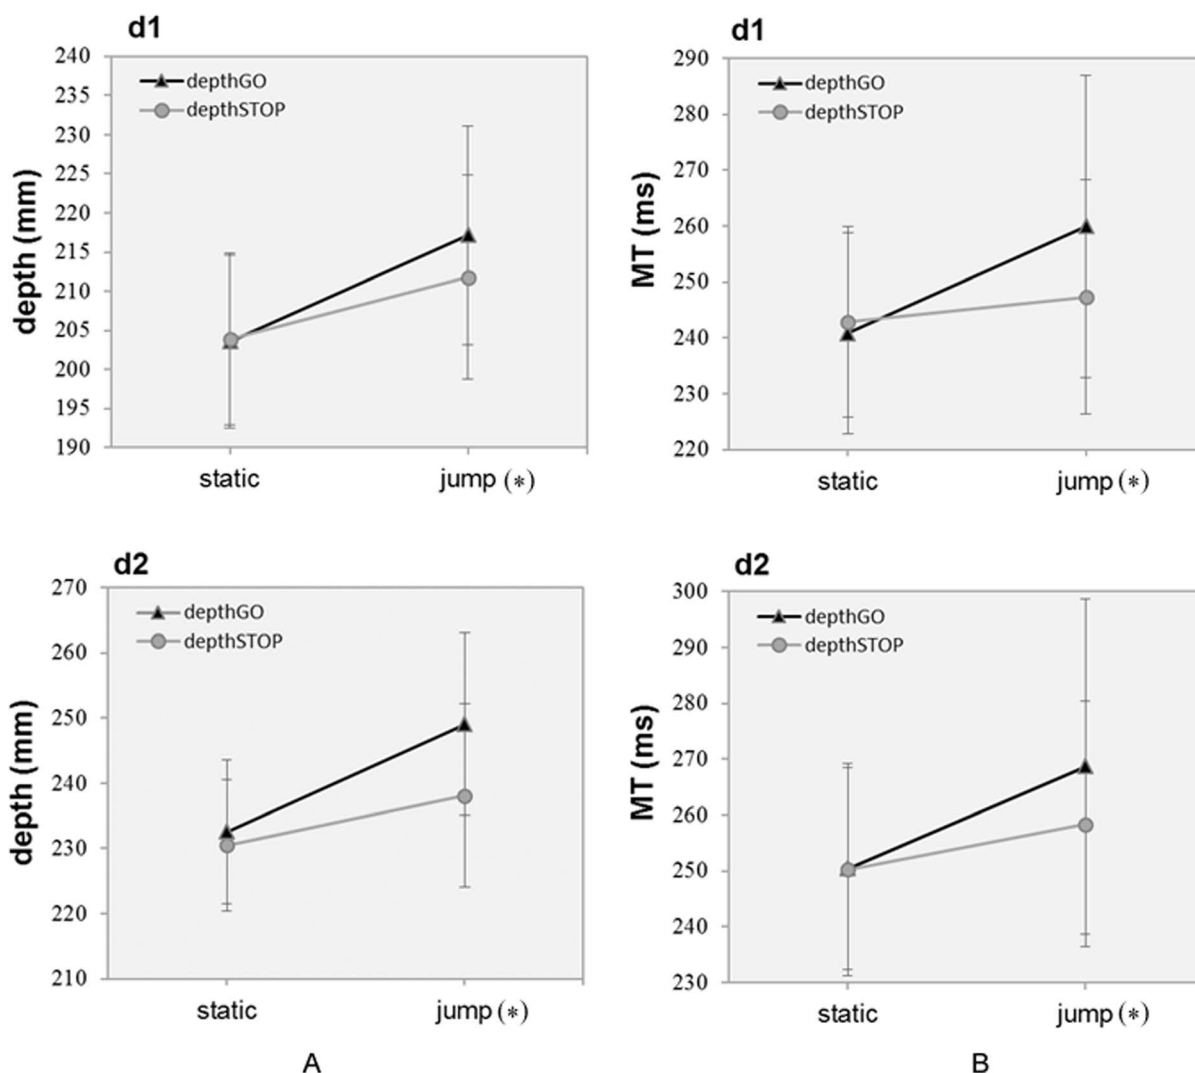 d1
240
235
230
225
220
215
210
205
200
195
190
depth (mm)
depthGO
depthSTOP
static
jump (*)
d1
290
280
270
260
250
240
230
220
MT (ms)
depthGO
depthSTOP
static
jump (*)
d2
270
260
250
240
230
220
210
depth (mm)
depthGO
depthSTOP
static
jump (*)
A
d2
300
290
280
270
260
250
240
230
MT (ms)
depthGO
depthSTOP
static
jump (*)
B